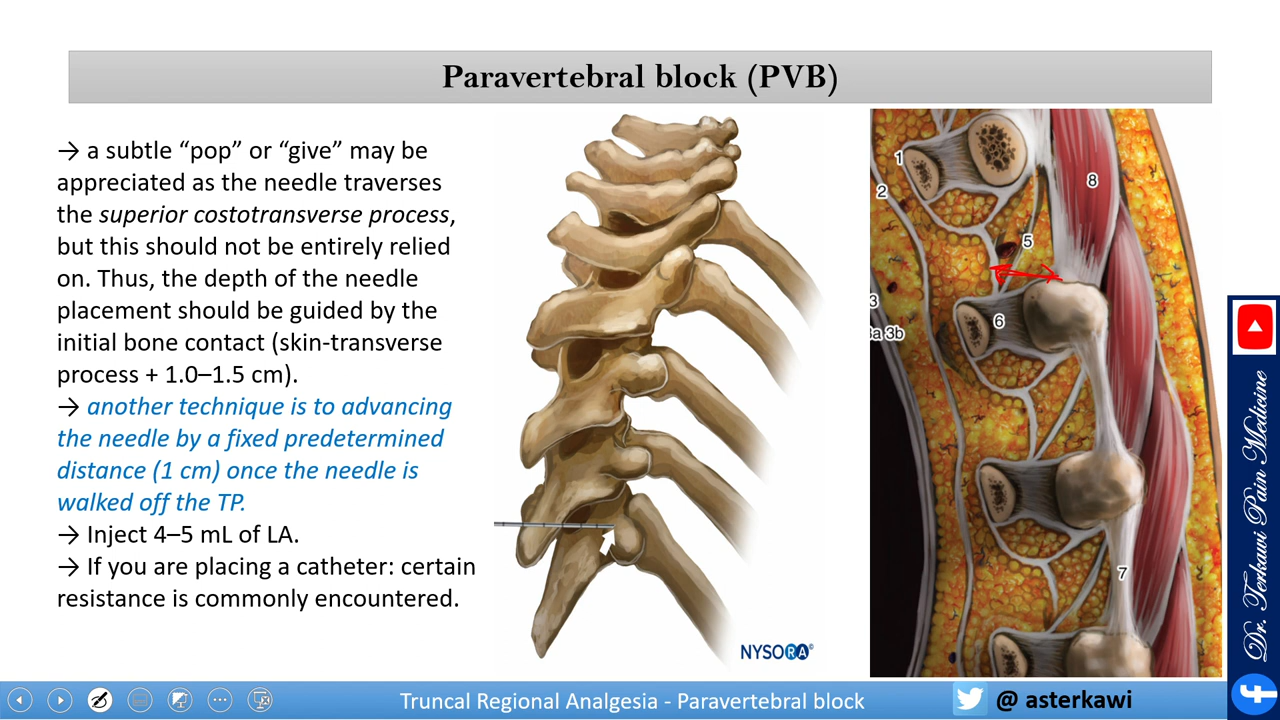 Paravertebral block (PVB)
→ a subtle “pop” or “give” may be
appreciated as the needle traverses
the superior costotransverse process,
but this should not be entirely relied
on. Thus, the depth of the needle
placement should be guided by the
initial bone contact (skin-transverse
process + 1.0–1.5 cm).
→ another technique is to advancing
the needle by a fixed predetermined
distance (1 cm) once the needle is
walked off the TP.
→ Inject 4–5 mL of LA.
→ If you are placing a catheter: certain
resistance is commonly encountered.
NYSORA
1
2
8
5
3
6
3a 3b
7
Dr. Terkawi Pain Medicine
Truncal Regional Analgesia - Paravertebral block
@ asterkawi